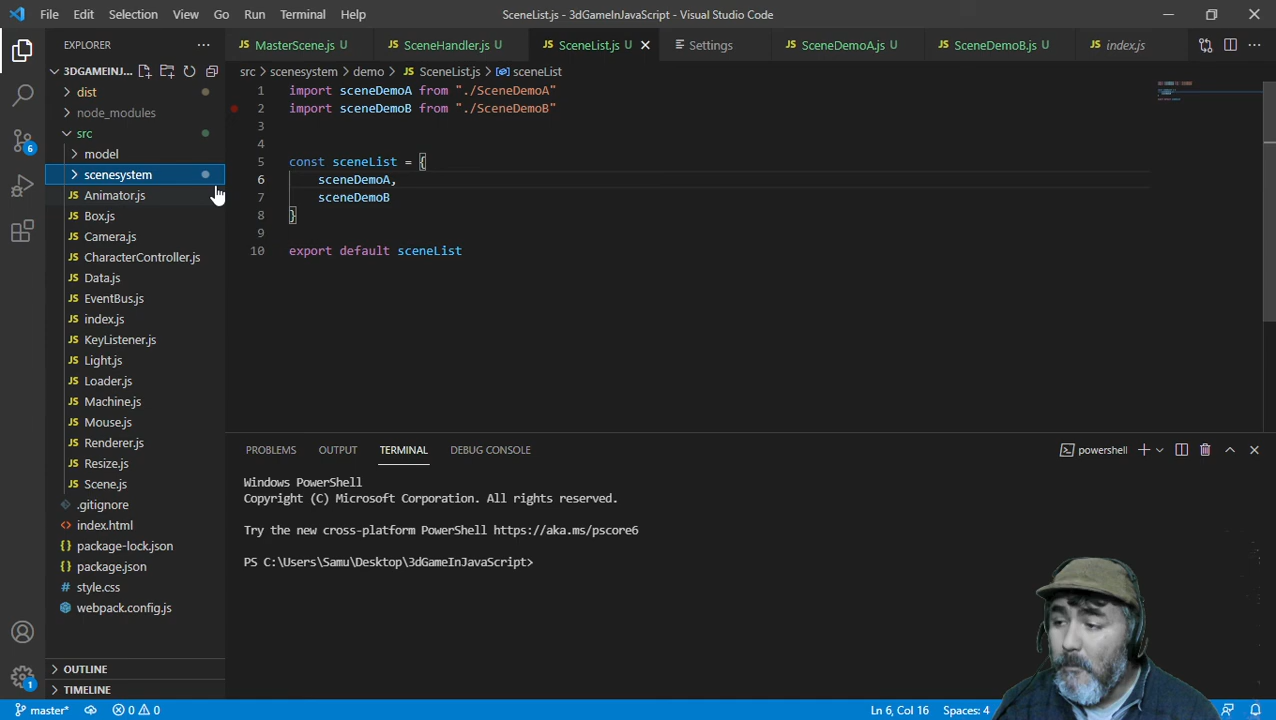 File Edit Selection View Go Run Terminal Help SceneList.js - 3dGameInJavaScript - Visual Studio Code
EXPLORER
JS MasterScene.js U JS SceneHandler.js U JS SceneList.js U Settings JS SceneDemoA.js U JS SceneDemoB.js U JS index.js
3DGAMEINJ...
src > scenesystem > demo > JS SceneList.js > sceneList
dist
node_modules
src
model
scenesystem
JS Animator.js
JS Box.js
JS Camera.js
JS CharacterController.js
JS Data.js
JS EventBus.js
JS index.js
JS KeyListener.js
JS Light.js
JS Loader.js
JS Machine.js
JS Mouse.js
JS Renderer.js
JS Resize.js
JS Scene.js
.gitignore
<> index.html
{} package-lock.json
{} package.json
# style.css
webpack.config.js
OUTLINE
TIMELINE
6
1
1 import sceneDemoA from "./SceneDemoA"
2 import sceneDemoB from "./SceneDemoB"
3
4
5 const sceneList = {
6 sceneDemoA,
7 sceneDemoB
8 }
9
10 export default sceneList
PROBLEMS OUTPUT TERMINAL DEBUG CONSOLE powershell
Windows PowerShell
Copyright (C) Microsoft Corporation. All rights reserved.
Try the new cross-platform PowerShell https://aka.ms/pscore6
PS C:\Users\Samu\Desktop\3dGameInJavaScript>
master* 0 0 Ln 6, Col 16 Spaces: 4